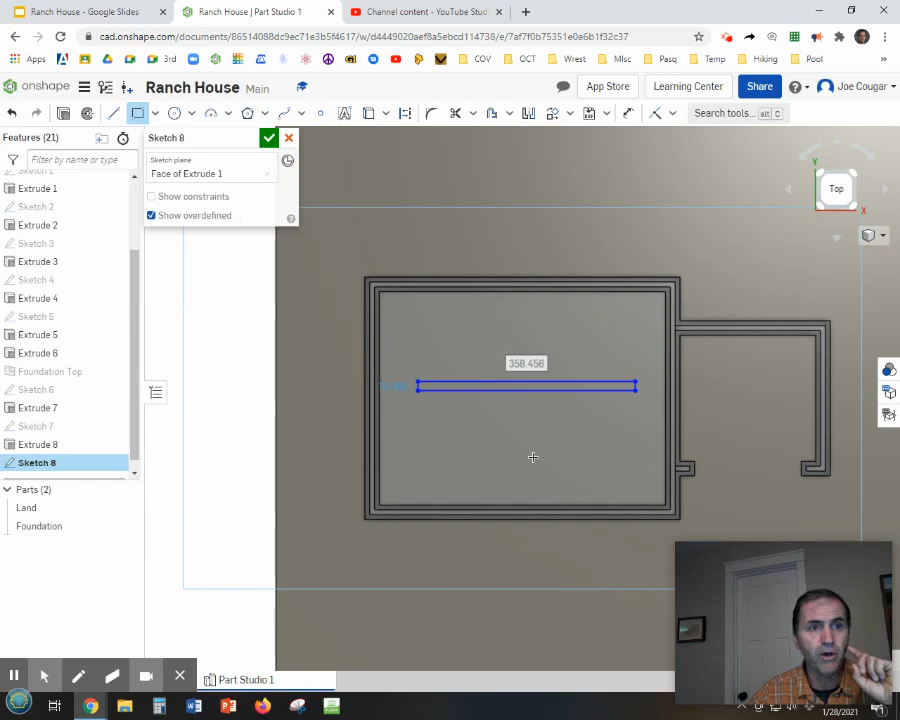 Ranch House - Google Slides
Ranch House | Part Studio 1
Channel content - YouTube Stud
cad.onshape.com/documents/86514088dc9ec71e3b5f4617/w/d4449020aef8a5ebcd114738/e/7af7f0b75351e0e6b1f32c37
Apps
3rd
COV
OCT
Wrest
MIsc
Pasq
Temp
Hiking
Pool
onshape
Ranch House Main
App Store
Learning Center
Share
Joe Cougar
Search tools...
alt C
Features (21)
Filter by name or type
Sketch 1
Extrude 1
Sketch 2
Extrude 2
Sketch 3
Extrude 3
Sketch 4
Extrude 4
Sketch 5
Extrude 5
Extrude 6
Foundation Top
Sketch 6
Extrude 7
Sketch 7
Extrude 8
Sketch 8
Parts (2)
Land
Foundation
Sketch 8
Sketch plane
Face of Extrude 1
Show constraints
Show overdefined
358.456
Y
Top
X
Part Studio 1
1/28/2021